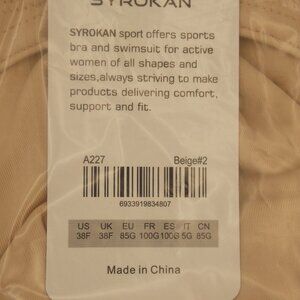 SYROKAN
SYROKAN sport offers sports
bra and swimsuit for active
women of all shapes and
sizes,always striving to make
products delivering comfort,
support and fit.
A227 Beige#2
6933919834807
US UK EU FR ES IT CN
38F 38F 85G 100G 100G 5G 85G
Made in China